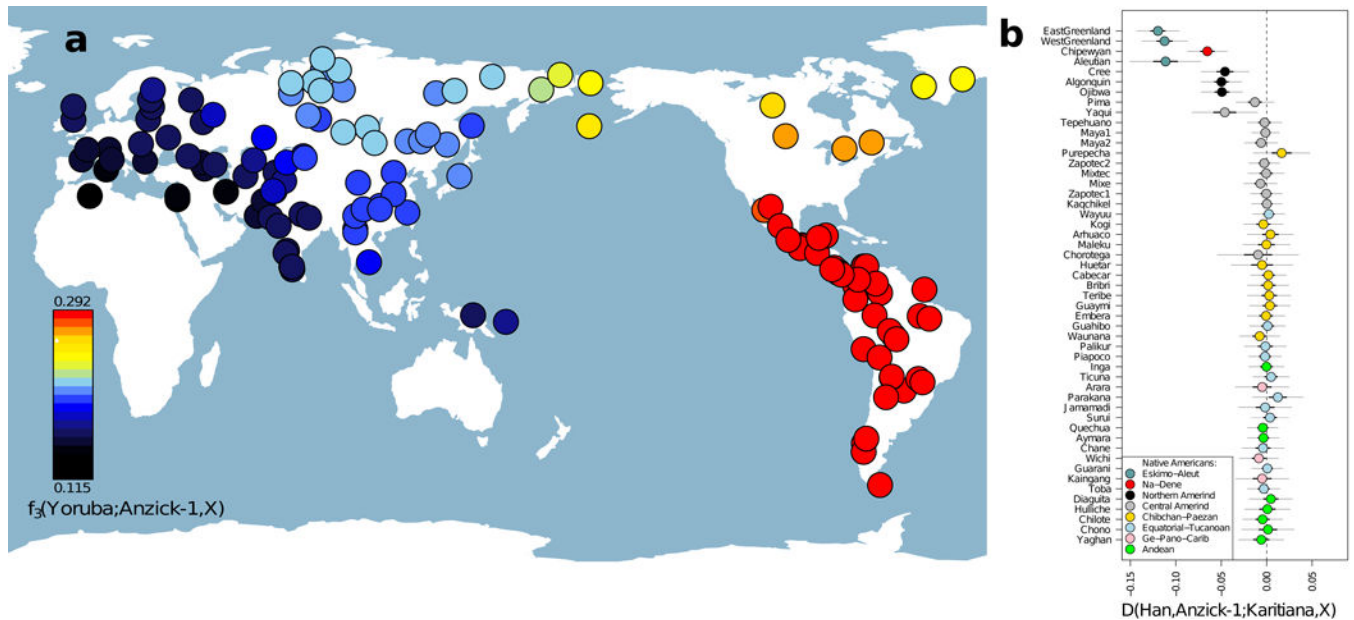 a
0.292
0.115
f₃(Yoruba;Anzick-1,X)
b
EastGreenland
WestGreenland
Chipewyan
Aleutian
Cree
Algonquin
Ojibwa
Pima
Yaqui
Tepehuano
Maya1
Maya2
Purepecha
Zapotec2
Mixtec
Mixe
Zapotec1
Kaqchikel
Wayuu
Kogi
Arhuaco
Maleku
Chorotega
Huetar
Cabecar
Bribri
Teribe
Guaymi
Embera
Guahibo
Waunana
Palikur
Piapoco
Inga
Ticuna
Arara
Parakana
Jamamadi
Surui
Quechua
Aymara
Chane
Wichi
Guarani
Kaingang
Toba
Diaguita
Hulliche
Chilote
Chono
Yaghan
Native Americans:
Eskimo-Aleut
Na-Dene
Northern Amerind
Central Amerind
Chibchan-Paezan
Equatorial-Tucanoan
Ge-Pano-Carib
Andean
-0.15 -0.10 -0.05 0.00 0.05
D(Han,Anzick-1;Karitiana,X)